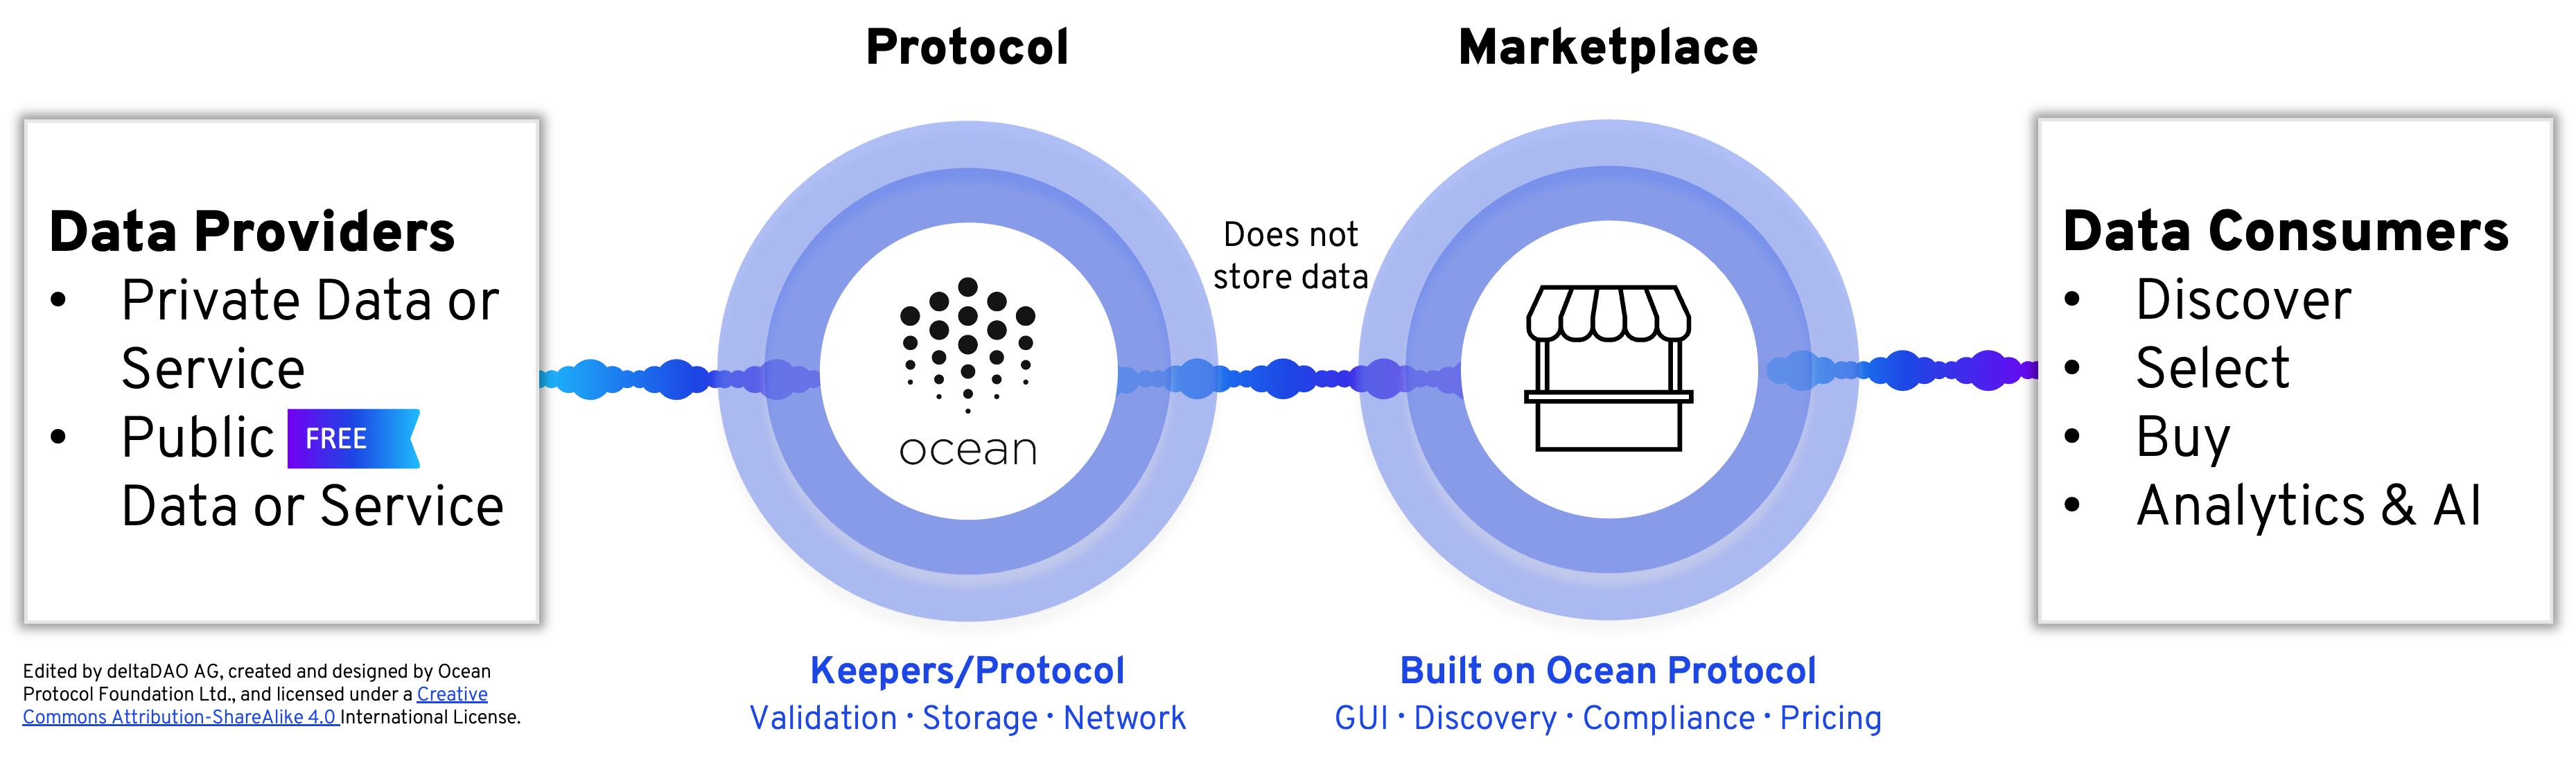 Protocol
Marketplace
Data Providers
• Private Data or
Service
• Public FREE
Data or Service
ocean
Does not
store data
Data Consumers
• Discover
• Select
• Buy
• Analytics & AI
Edited by deltaDAO AG, created and designed by Ocean
Protocol Foundation Ltd., and licensed under a Creative
Commons Attribution-ShareAlike 4.0 International License.
Keepers/Protocol
Validation · Storage · Network
Built on Ocean Protocol
GUI · Discovery · Compliance · Pricing